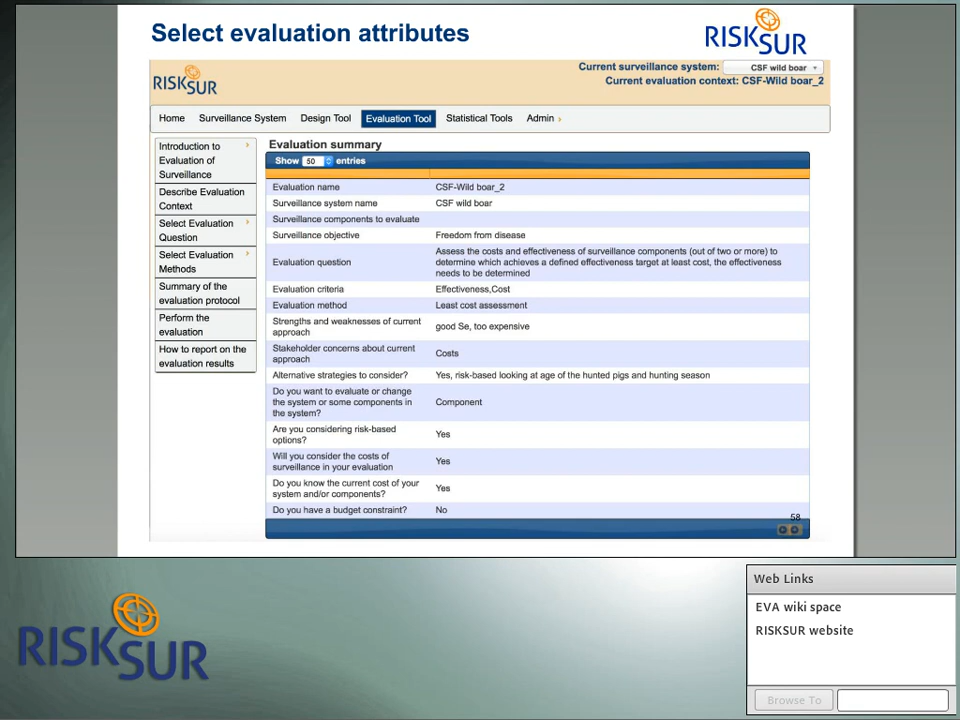 Select evaluation attributes
RISKSUR
RISKSUR
Current surveillance system: CSF wild boar
Current evaluation context: CSF-Wild boar_2
Home Surveillance System Design Tool Evaluation Tool Statistical Tools Admin
Introduction to
Evaluation of
Surveillance
Describe Evaluation
Context
Select Evaluation
Question
Select Evaluation
Methods
Summary of the
evaluation protocol
Perform the
evaluation
How to report on the
evaluation results
Evaluation summary
Show 50 entries
Evaluation name CSF-Wild boar_2
Surveillance system name CSF wild boar
Surveillance components to evaluate
Surveillance objective Freedom from disease
Evaluation question
Assess the costs and effectiveness of surveillance components (out of two or more) to
determine which achieves a defined effectiveness target at least cost, the effectiveness
needs to be determined
Evaluation criteria Effectiveness,Cost
Evaluation method Least cost assessment
Strengths and weaknesses of current
approach
good Se, too expensive
Stakeholder concerns about current
approach
Costs
Alternative strategies to consider? Yes, risk-based looking at age of the hunted pigs and hunting season
Do you want to evaluate or change
the system or some components in
the system?
Component
Are you considering risk-based
options?
Yes
Will you consider the costs of
surveillance in your evaluation
Yes
Do you know the current cost of your
system and/or components?
Yes
Do you have a budget constraint? No
58
RISKSUR
Web Links
EVA wiki space
RISKSUR website
Browse To